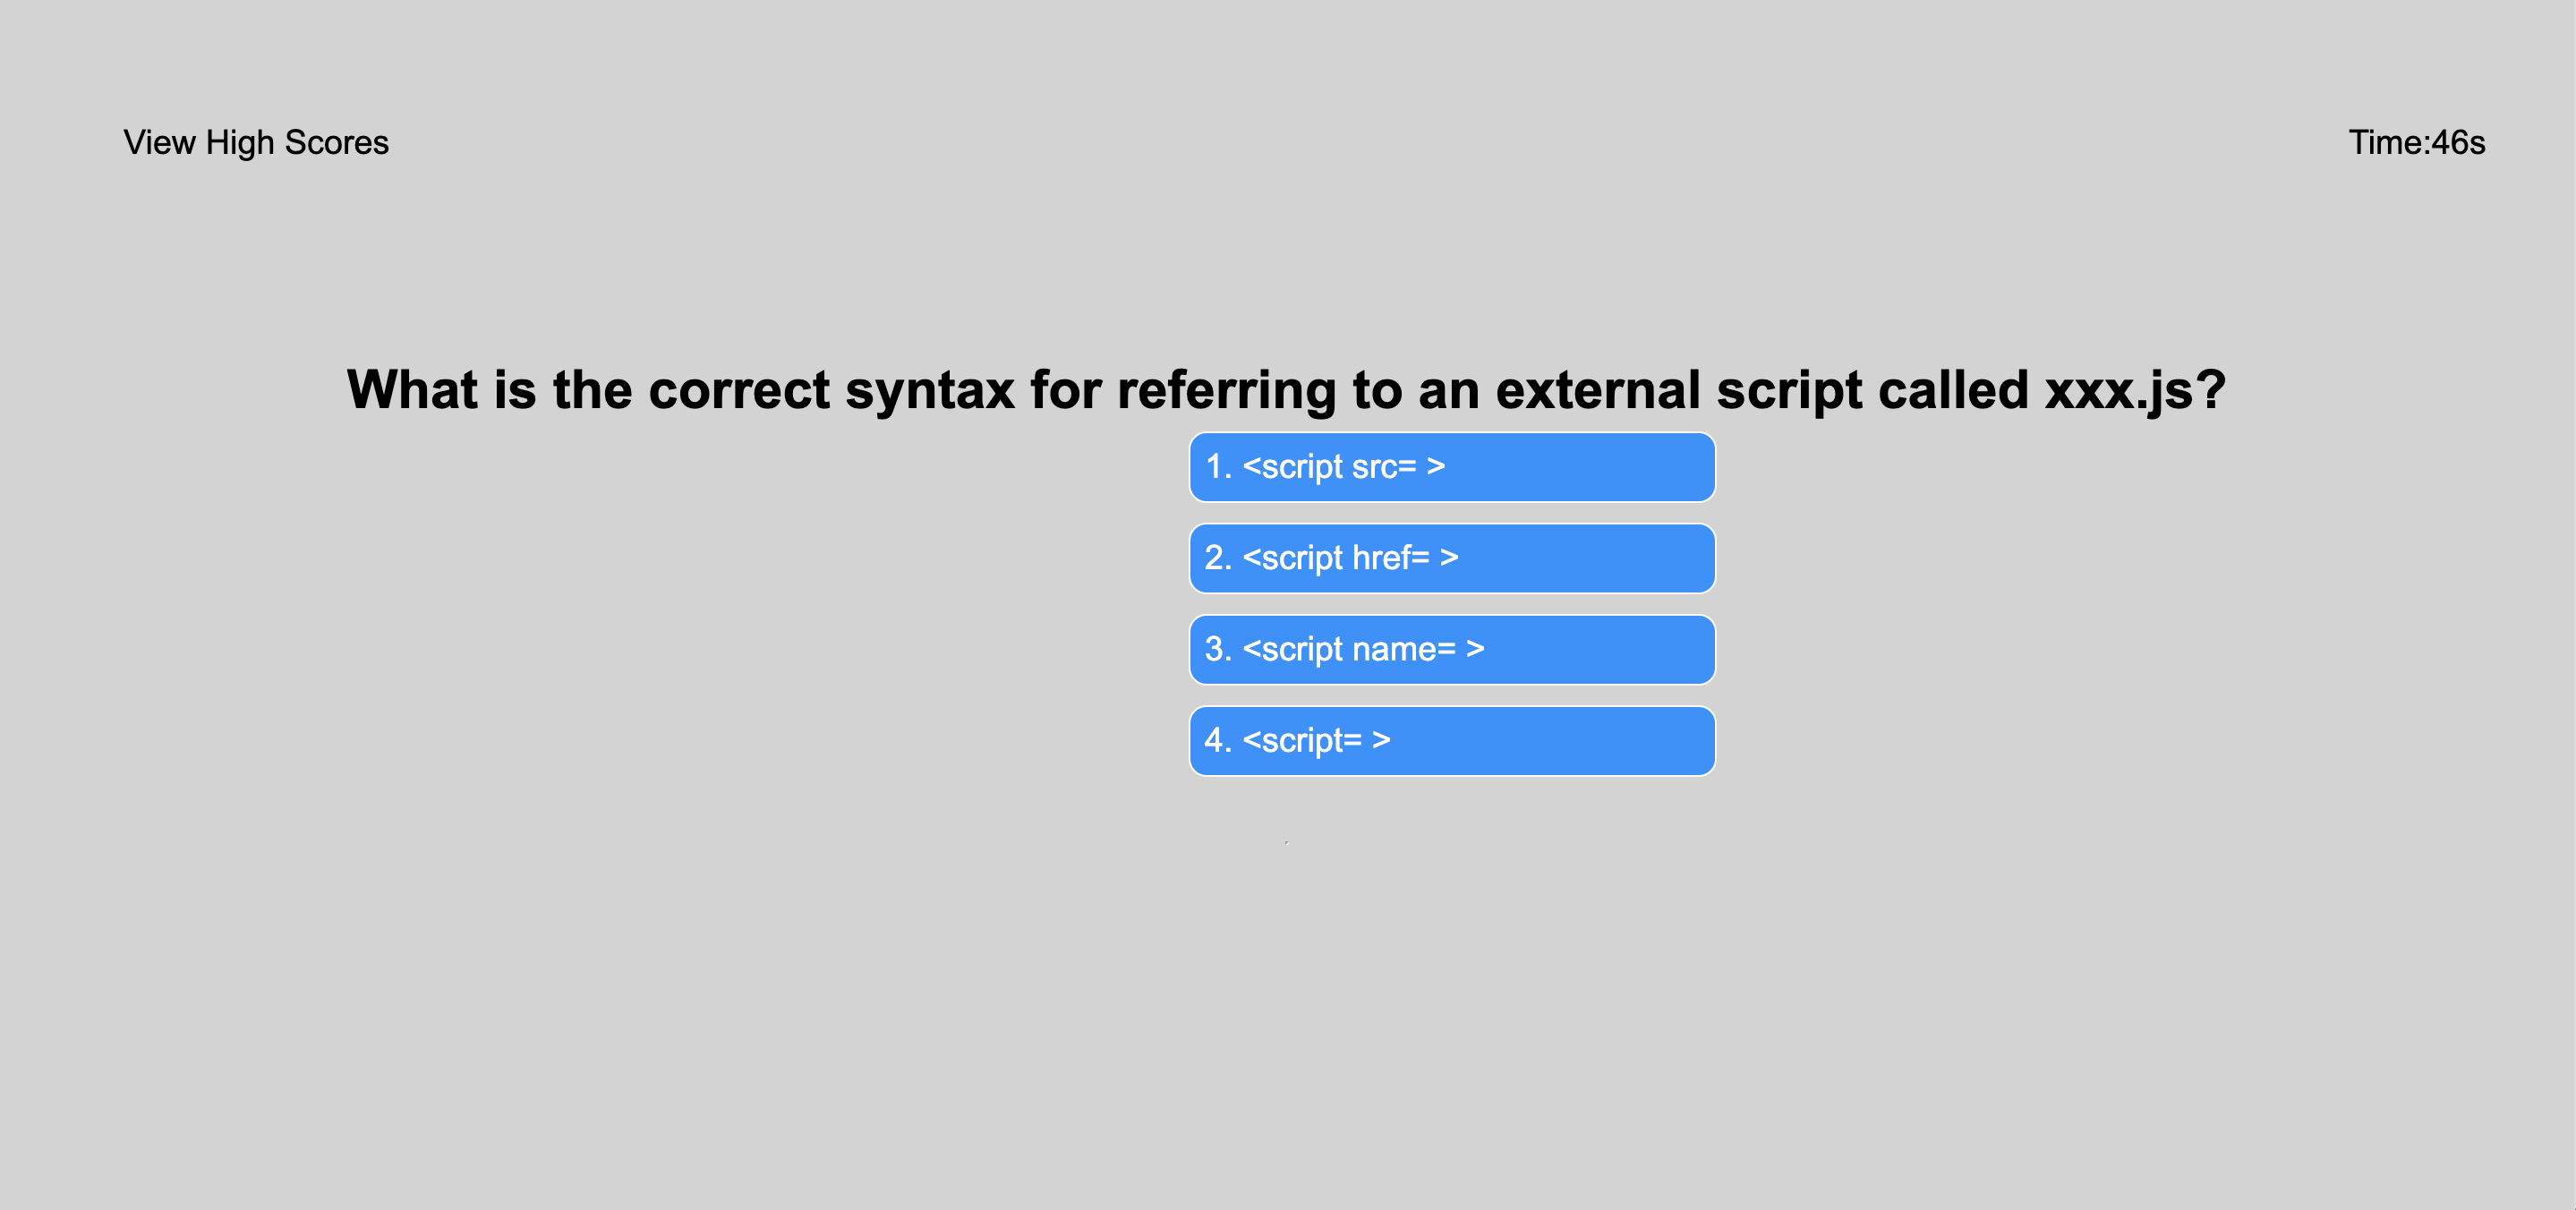 View High Scores
Time:46s
What is the correct syntax for referring to an external script called xxx.js?
1. <script src= >
2. <script href= >
3. <script name= >
4. <script= >